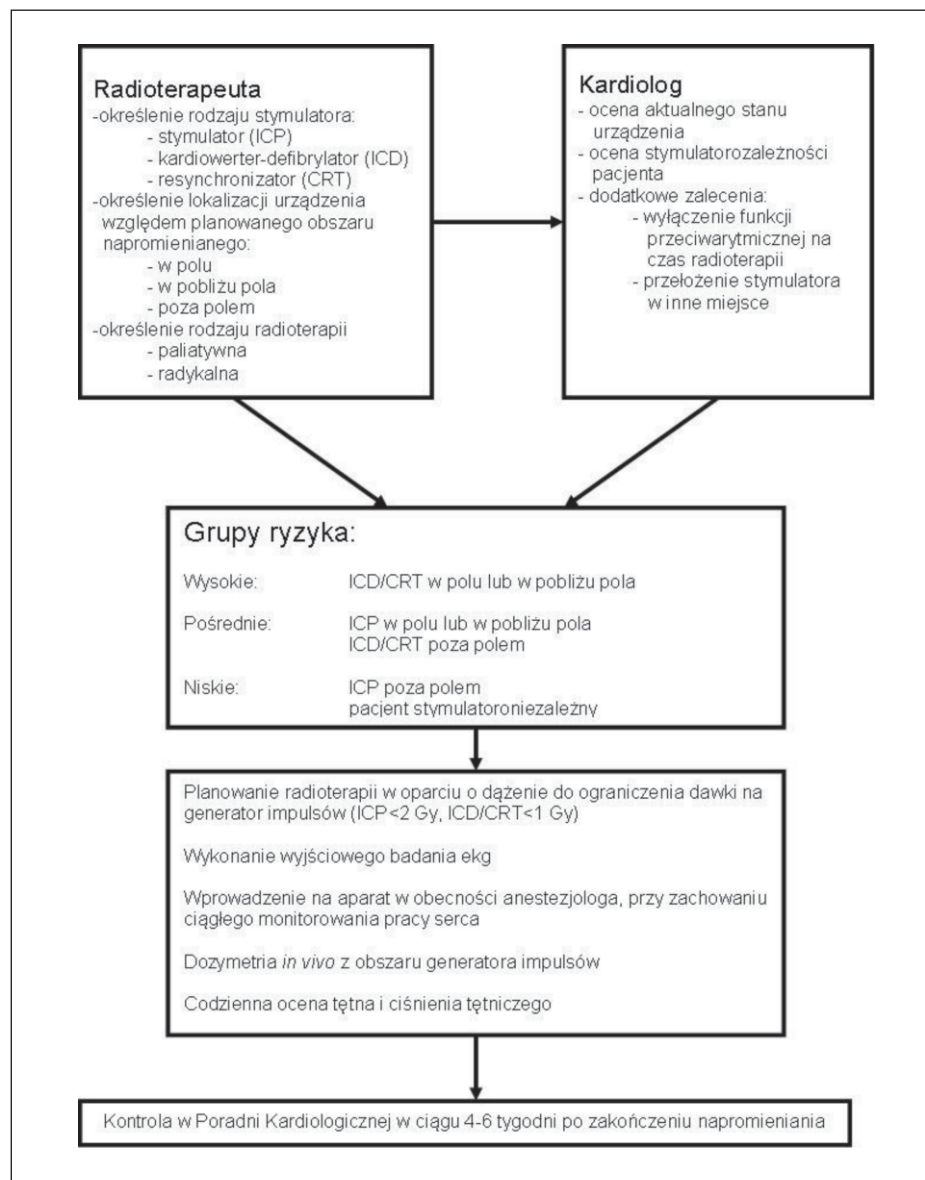 Radioterapeuta
-określenie rodzaju stymulatora:
- stymulator (ICP)
- kardiowerter-defibrylator (ICD)
- resynchronizator (CRT)
-określenie lokalizacji urządzenia
względem planowanego obszaru
napromienianego:
- w polu
- w pobliżu pola
- poza polem
-określenie rodzaju radioterapii
- paliatywna
- radykalna
Kardiolog
- ocena aktualnego stanu
urządzenia
- ocena stymulatorozależności
pacjenta
- dodatkowe zalecenia:
- wyłączenie funkcji
przeciwarytmicznej na
czas radioterapii
- przełożenie stymulatora
w inne miejsce
Grupy ryzyka:
Wysokie: ICD/CRT w polu lub w pobliżu pola
Pośrednie: ICP w polu lub w pobliżu pola
ICD/CRT poza polem
Niskie: ICP poza polem
pacjent stymulatoroniezależny
Planowanie radioterapii w oparciu o dążenie do ograniczenia dawki na
generator impulsów (ICP<2 Gy, ICD/CRT<1 Gy)
Wykonanie wyjściowego badania ekg
Wprowadzenie na aparat w obecności anestezjologa, przy zachowaniu
ciągłego monitorowania pracy serca
Dozymetria in vivo z obszaru generatora impulsów
Codzienna ocena tętna i ciśnienia tętniczego
Kontrola w Poradni Kardiologicznej w ciągu 4-6 tygodni po zakończeniu napromieniania